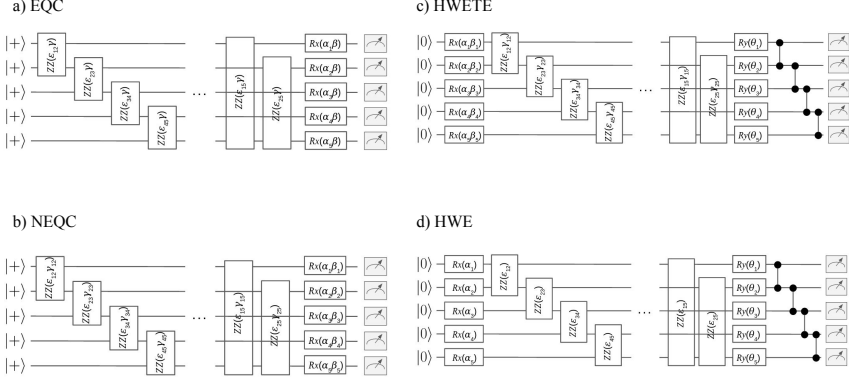 a) EQC
|+⟩
|+⟩
|+⟩
|+⟩
|+⟩
ZZ(ε₁₂γ)
ZZ(ε₂₃γ)
ZZ(ε₃₄γ)
ZZ(ε₄₅γ)
...
ZZ(ε₁₅γ)
ZZ(ε₂₅γ)
Rx(α₁β)
Rx(α₂β)
Rx(α₃β)
Rx(α₄β)
Rx(α₅β)
c) HWETE
|0⟩
|0⟩
|0⟩
|0⟩
|0⟩
Rx(α₁β₁)
Rx(α₂β₂)
Rx(α₃β₃)
Rx(α₄β₄)
Rx(α₅β₅)
ZZ(ε₁₂γ₁₂)
ZZ(ε₂₃γ₂₃)
ZZ(ε₃₄γ₃₄)
ZZ(ε₄₅γ₄₅)
...
ZZ(ε₁₅γ₁₅)
ZZ(ε₂₅γ₂₅)
Ry(θ₁)
Ry(θ₂)
Ry(θ₃)
Ry(θ₄)
Ry(θ₅)
b) NEQC
|+⟩
|+⟩
|+⟩
|+⟩
|+⟩
ZZ(ε₁₂γ₁₂)
ZZ(ε₂₃γ₂₃)
ZZ(ε₃₄γ₃₄)
ZZ(ε₄₅γ₄₅)
...
ZZ(ε₁₅γ₁₅)
ZZ(ε₂₅γ₂₅)
Rx(α₁β₁)
Rx(α₂β₂)
Rx(α₃β₃)
Rx(α₄β₄)
Rx(α₅β₅)
d) HWE
|0⟩
|0⟩
|0⟩
|0⟩
|0⟩
Rx(α₁)
Rx(α₂)
Rx(α₃)
Rx(α₄)
Rx(α₅)
ZZ(ε₁₂)
ZZ(ε₂₃)
ZZ(ε₃₄)
ZZ(ε₄₅)
...
ZZ(ε₁₅)
ZZ(ε₂₅)
Ry(θ₁)
Ry(θ₂)
Ry(θ₃)
Ry(θ₄)
Ry(θ₅)